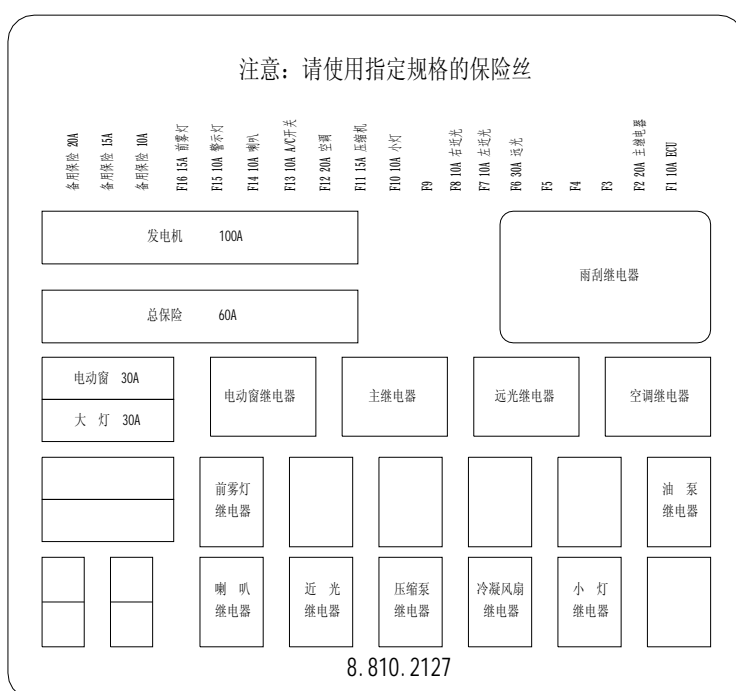 注意：请使用指定规格的保险丝
备用保险 20A
备用保险 15A
备用保险 10A
F16 15A 前雾灯
F15 10A 警示灯
F14 10A 喇叭
F13 10A A/C开关
F12 20A 空调
F11 15A 压缩机
F10 10A 小灯
F9
F8 10A 右近光
F7 10A 左近光
F6 30A 远光
F5
F4
F3
F2 20A 主继电器
F1 10A ECU
发电机 100A
雨刮继电器
总保险 60A
电动窗 30A
大 灯 30A
电动窗继电器
主继电器
远光继电器
空调继电器
前雾灯
继电器
油 泵
继电器
喇 叭
继电器
近 光
继电器
压缩泵
继电器
冷凝风扇
继电器
小 灯
继电器
8.810.2127